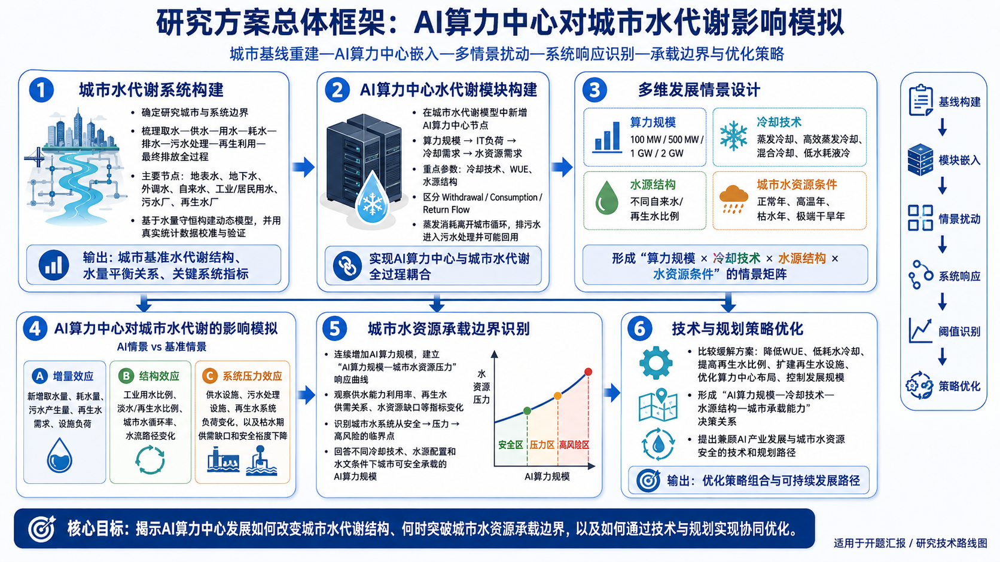 研究方案总体框架：AI算力中心对城市水代谢影响模拟
城市基线重建—AI算力中心嵌入—多情景扰动—系统响应识别—承载边界与优化策略
1 城市水代谢系统构建
• 确定研究城市与系统边界
• 梳理取水—供水—用水—耗水—
排水—污水处理—再生利用—
最终排放全过程
• 主要节点：地表水、地下水、
外调水、自来水、工业/居民用水、
污水厂、再生水厂
• 基于水量守恒构建动态模型，并用
真实统计数据校准与验证
输出：城市基准水代谢结构、
水量平衡关系、关键系统指标
2 AI算力中心水代谢模块构建
• 在城市水代谢模型中新增
AI算力中心节点
• 算力规模 → IT负荷 →
冷却需求 → 水资源需求
• 重点参数：冷却技术、WUE、
水源结构
• 区分 Withdrawal / Consumption /
Return Flow
• 蒸发消耗离开城市循环，排污水
进入污水处理并可能回用
实现AI算力中心与城市水代谢
全过程耦合
3 多维发展情景设计
算力规模
100 MW / 500 MW /
1 GW / 2 GW
冷却技术
蒸发冷却、高效蒸发冷却、
混合冷却、低水耗液冷
水源结构
不同自来水/
再生水比例
城市水资源条件
正常年、高温年、
枯水年、极端干旱年
形成“算力规模 × 冷却技术 × 水源结构 ×
水资源条件”的情景矩阵
4 AI算力中心对城市水代谢的影响模拟
AI情景 vs 基准情景
A 增量效应
新增取水量、耗水量、
污水产生量、再生水
需求、设施负荷
B 结构效应
工业用水比例、
淡水/再生水比例、
城市水循环率、
水流路径变化
C 系统压力效应
供水设施、污水处理
设施、再生水系统
负荷变化，以及枯水期
供需缺口和安全裕度下降
5 城市水资源承载边界识别
• 连续增加AI算力规模，建立
“AI算力规模—城市水资源压力”
响应曲线
• 观察供水能力利用率、再生水
供需关系、水资源缺口等指标变化
• 识别城市水系统从安全 → 压力 →
高风险的临界点
• 回答不同冷却技术、水源配置和
水文条件下城市可安全承载的
AI算力规模
水
资源
压力
安全区
压力区
高风险区
AI算力规模
6 技术与规划策略优化
• 比较缓解方案：降低WUE、低耗水冷却、
提高再生水比例、扩建再生水设施、
优化算力中心布局、控制发展规模
• 形成“AI算力规模—冷却技术—
水源结构—城市承载能力”
决策关系
• 提出兼顾AI产业发展与城市水资源
安全的技术和规划路径
输出：优化策略组合与可持续发展路径
基线构建
模块嵌入
情景扰动
系统响应
阈值识别
策略优化
核心目标：揭示AI算力中心发展如何改变城市水代谢结构、何时突破城市水资源承载边界，以及如何通过技术与规划实现协同优化。
适用于开题汇报 / 研究技术路线图